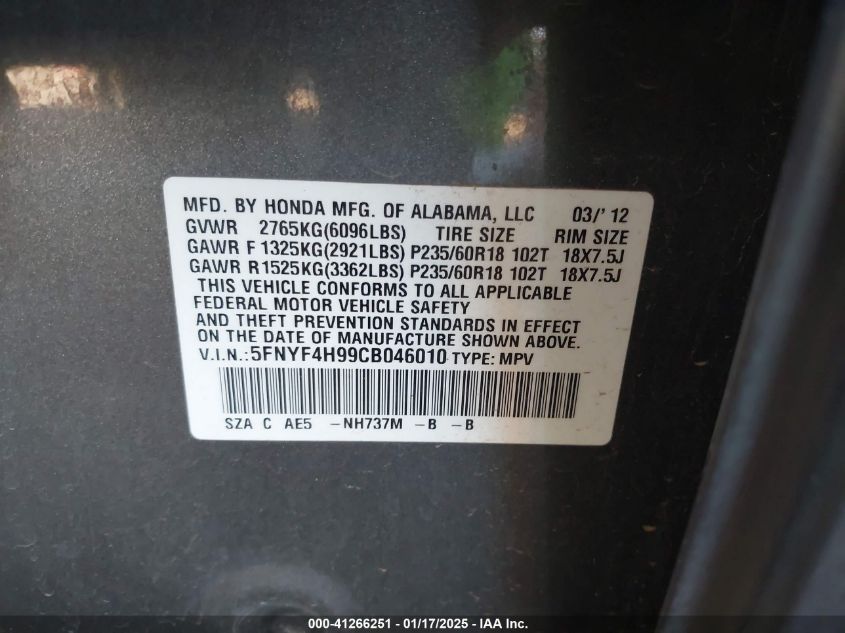 MFD. BY HONDA MFG. OF ALABAMA, LLC 03/'12
GVWR 2765KG(6096LBS) TIRE SIZE RIM SIZE
GAWR F 1325KG(2921LBS) P235/60R18 102T 18X7.5J
GAWR R 1525KG(3362LBS) P235/60R18 102T 18X7.5J
THIS VEHICLE CONFORMS TO ALL APPLICABLE
FEDERAL MOTOR VEHICLE SAFETY
AND THEFT PREVENTION STANDARDS IN EFFECT
ON THE DATE OF MANUFACTURE SHOWN ABOVE.
V.I.N.: 5FNYF4H99CB046010 TYPE: MPV
SZA C AE5 -NH737M -B -B
000-41266251 - 01/17/2025 - IAA Inc.